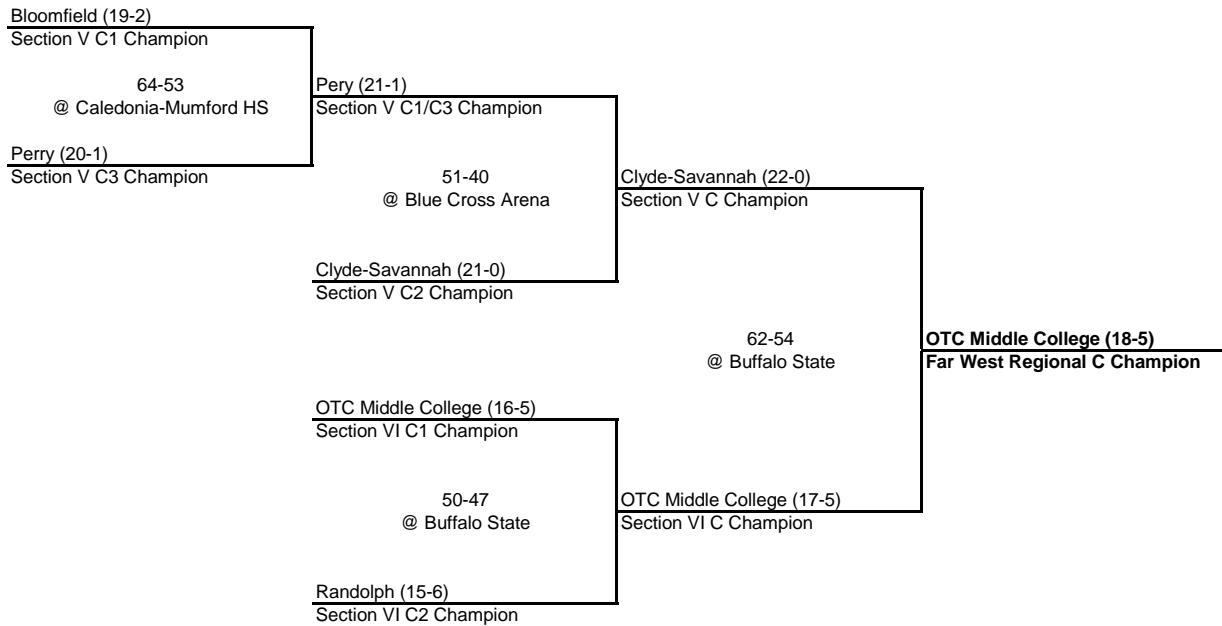 Bloomfield (19-2)
Section V C1 Champion
64-53
@ Caledonia-Mumford HS
Pery (21-1)
Section V C1/C3 Champion
Perry (20-1)
Section V C3 Champion
51-40
@ Blue Cross Arena
Clyde-Savannah (22-0)
Section V C Champion
Clyde-Savannah (21-0)
Section V C2 Champion
62-54
@ Buffalo State
OTC Middle College (18-5)
Far West Regional C Champion
OTC Middle College (16-5)
Section VI C1 Champion
50-47
@ Buffalo State
OTC Middle College (17-5)
Section VI C Champion
Randolph (15-6)
Section VI C2 Champion